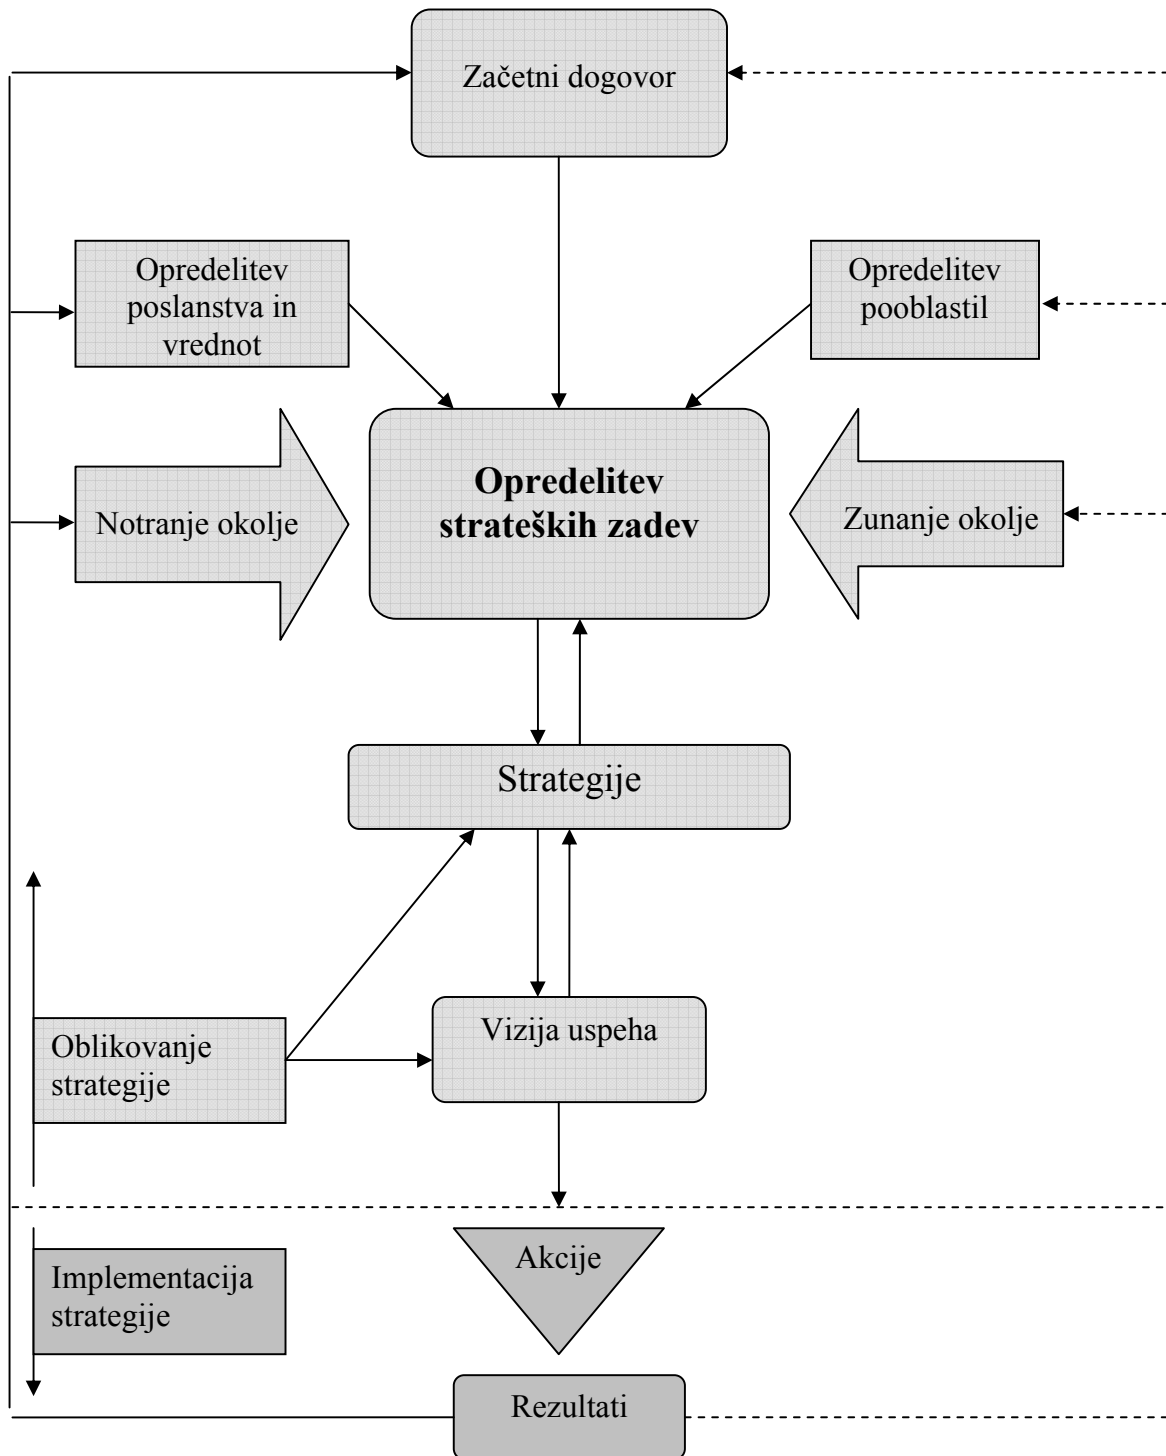 Začetni dogovor
Opredelitev
poslanstva in
vrednot
Opredelitev
pooblastil
Notranje okolje
Opredelitev
strateških zadev
Zunanje okolje
Strategije
Oblikovanje
strategije
Vizija uspeha
Implementacija
strategije
Akcije
Rezultati